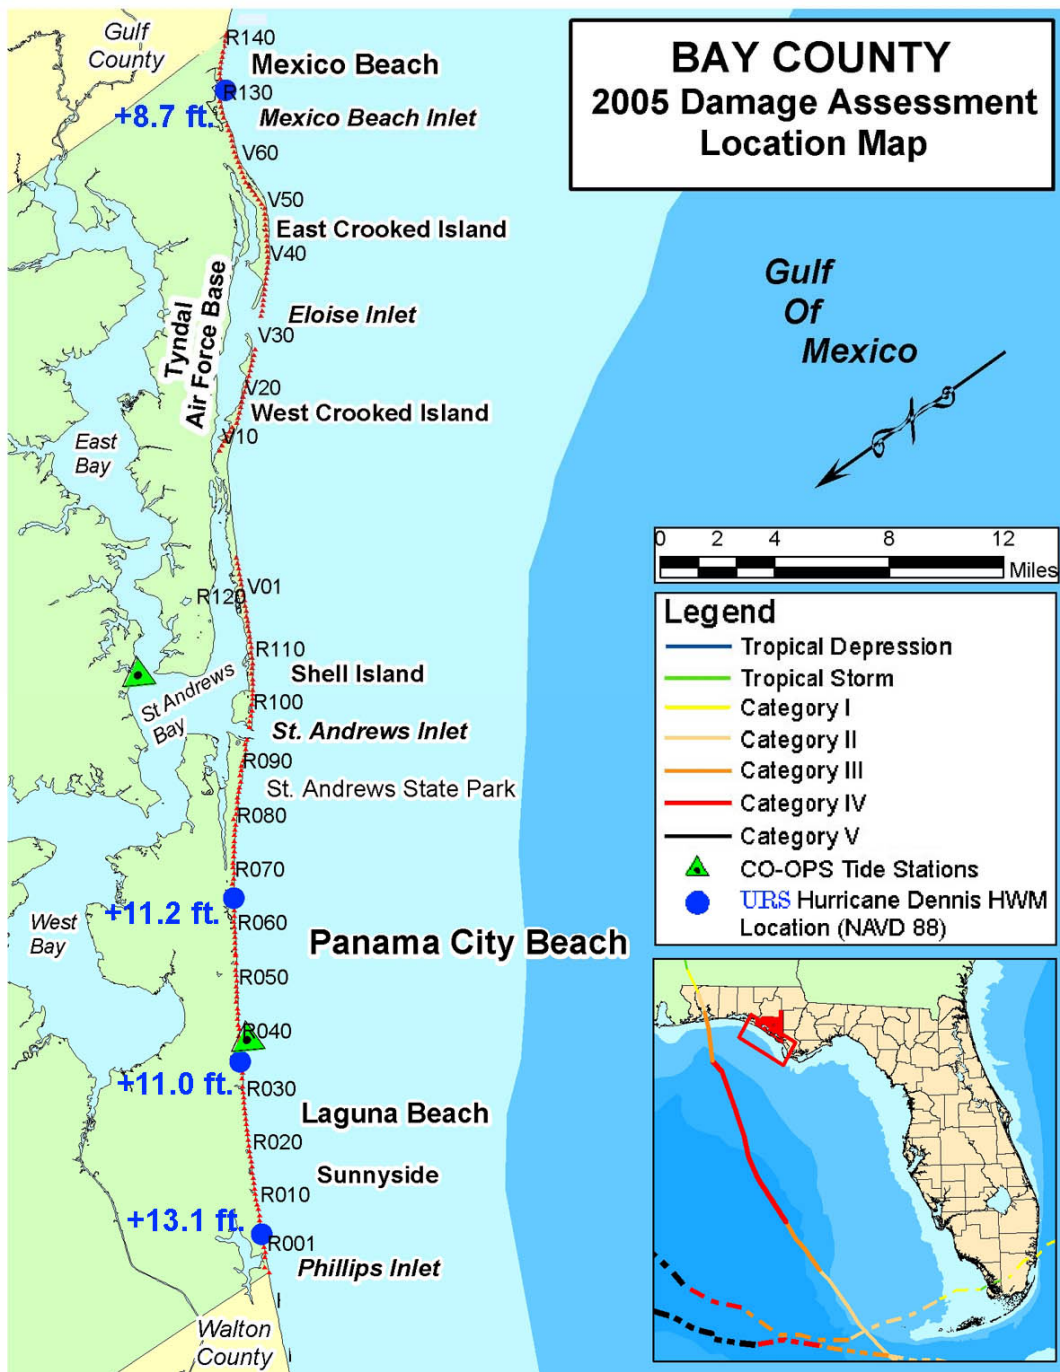 BAY COUNTY
2005 Damage Assessment
Location Map
Gulf
County
R140
Mexico Beach
R130
+8.7 ft.
Mexico Beach Inlet
V60
V50
East Crooked Island
V40
Tyndal
Air Force Base
Eloise Inlet
V30
V20
West Crooked Island
V10
East
Bay
Gulf
Of
Mexico
N
0 2 4 8 12
Miles
V01
R120
R110
Shell Island
St Andrews
Bay
R100
St. Andrews Inlet
R090
St. Andrews State Park
R080
R070
+11.2 ft.
R060
West
Bay
Panama City Beach
R050
R040
+11.0 ft.
R030
Laguna Beach
R020
Sunnyside
R010
+13.1 ft.
R001
Phillips Inlet
Walton
County
Legend
Tropical Depression
Tropical Storm
Category I
Category II
Category III
Category IV
Category V
CO-OPS Tide Stations
URS Hurricane Dennis HWM
Location (NAVD 88)